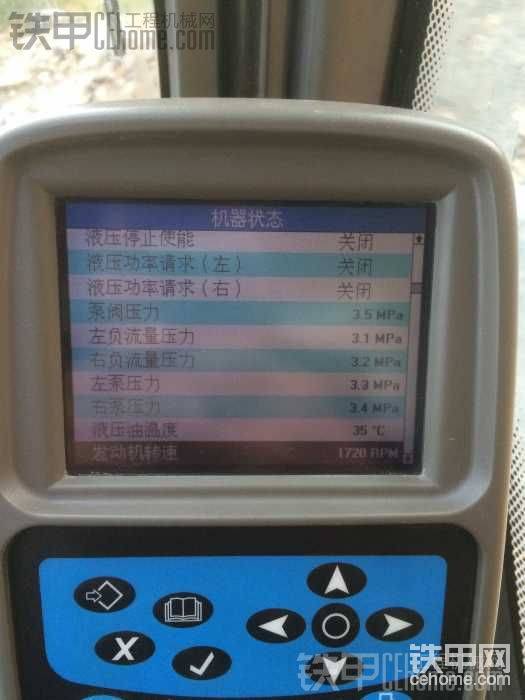 铁甲工程机械网
CEhome.com
机器状态
液压停止使能 关闭
液压功率请求(左) 关闭
液压功率请求(右) 关闭
泵阀压力 3.5 MPa
左负流量压力 3.1 MPa
右负流量压力 3.2 MPa
左泵压力 3.3 MPa
右泵压力 3.4 MPa
液压油温度 35 °C
发动机转速 1720 RPM
铁甲网
cehome.com